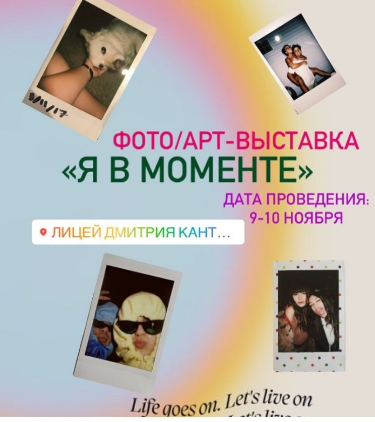 ФОТО/АРТ-ВЫСТАВКА
«Я В МОМЕНТЕ»
ДАТА ПРОВЕДЕНИЯ:
9-10 НОЯБРЯ
ЛИЦЕЙ ДМИТРИЯ КАНТ...
Life goes on. Let's live on